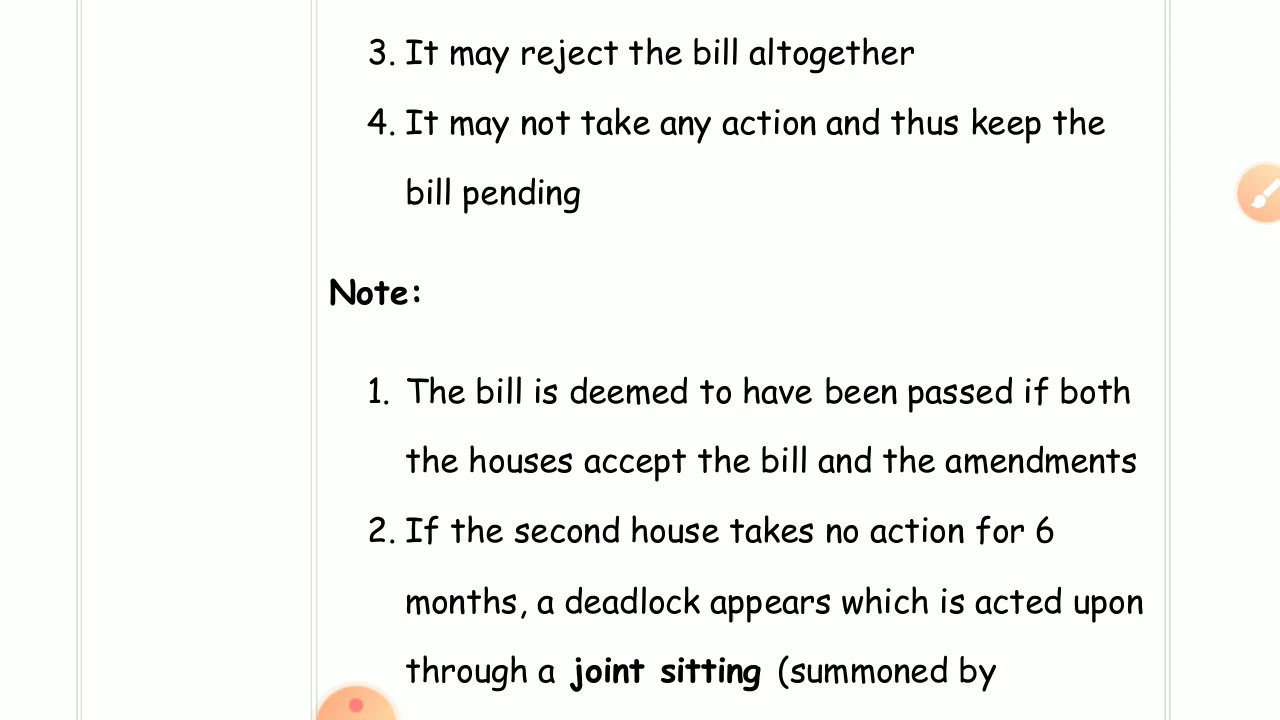 3. It may reject the bill altogether
4. It may not take any action and thus keep the
bill pending
Note:
1. The bill is deemed to have been passed if both
the houses accept the bill and the amendments
2. If the second house takes no action for 6
months, a deadlock appears which is acted upon
through a joint sitting (summoned by